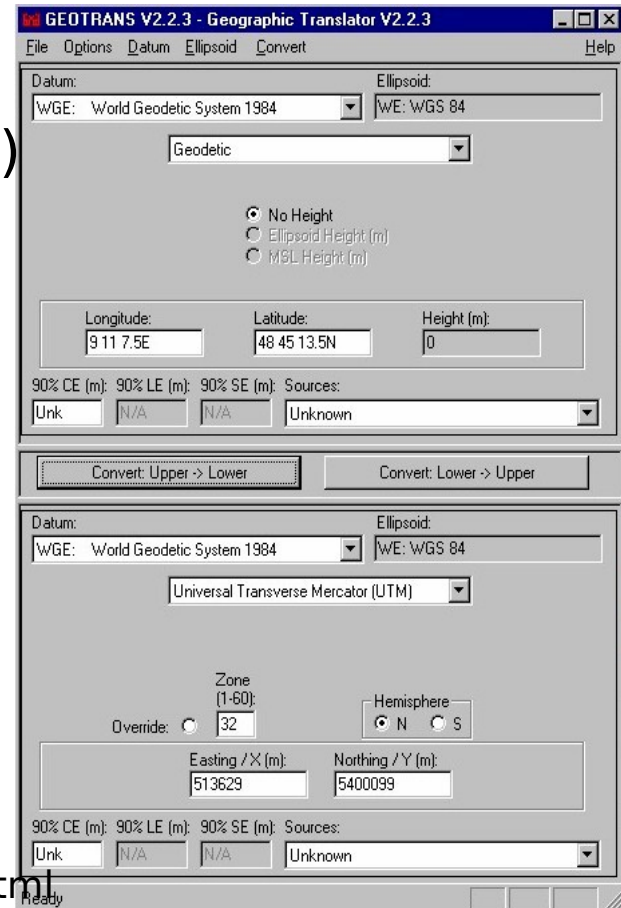 GEOTRANS V2.2.3 - Geographic Translator V2.2.3
File Options Datum Ellipsoid Convert Help
Datum: Ellipsoid:
WGE: World Geodetic System 1984 WE: WGS 84
)
Geodetic
No Height
Ellipsoid Height (m)
MSL Height (m)
Longitude: Latitude: Height (m):
9 11 7.5E 48 45 13.5N 0
90% CE (m): 90% LE (m): 90% SE (m): Sources:
Unk N/A N/A Unknown
Convert: Upper -> Lower Convert: Lower -> Upper
Datum: Ellipsoid:
WGE: World Geodetic System 1984 WE: WGS 84
Universal Transverse Mercator (UTM)
Zone
(1-60): Hemisphere
Override: 32 N S
Easting / X (m): Northing / Y (m):
513629 5400099
90% CE (m): 90% LE (m): 90% SE (m): Sources:
Unk N/A N/A Unknown
Ready